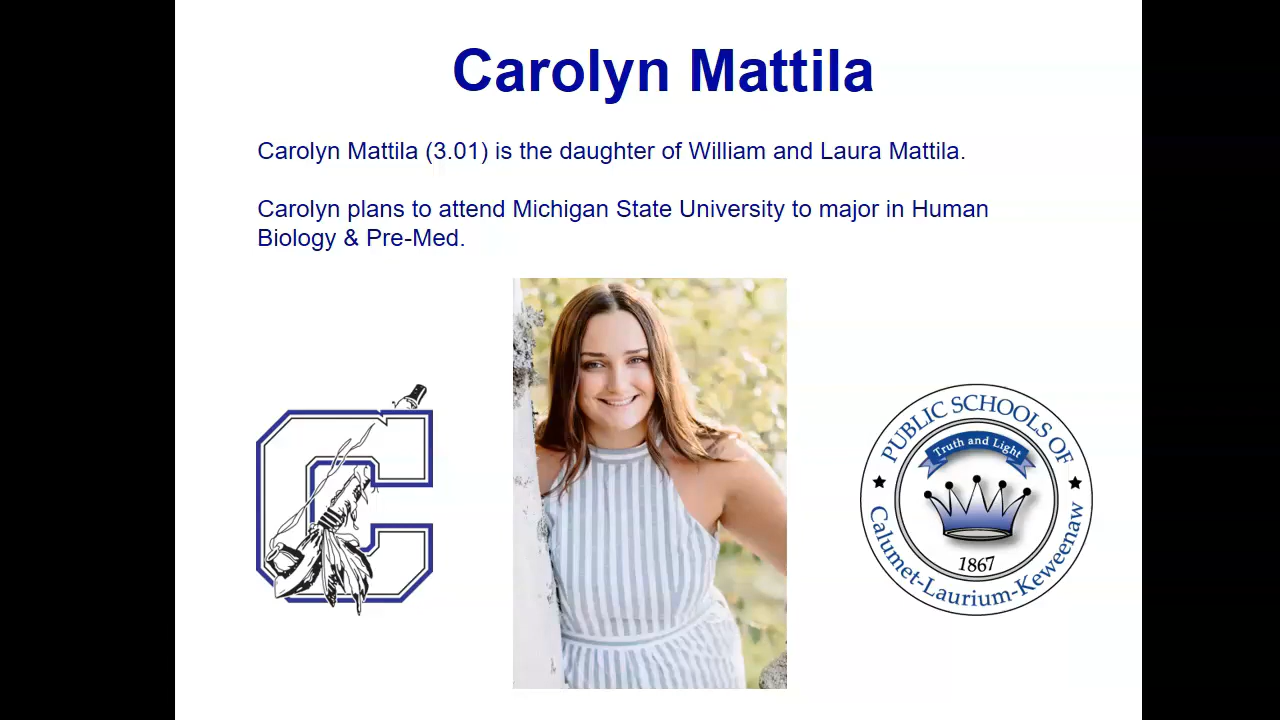 Carolyn Mattila
Carolyn Mattila (3.01) is the daughter of William and Laura Mattila.
Carolyn plans to attend Michigan State University to major in Human
Biology & Pre-Med.
C
PUBLIC SCHOOLS OF
Truth and Light
1867
Calumet-Laurium-Keweenaw